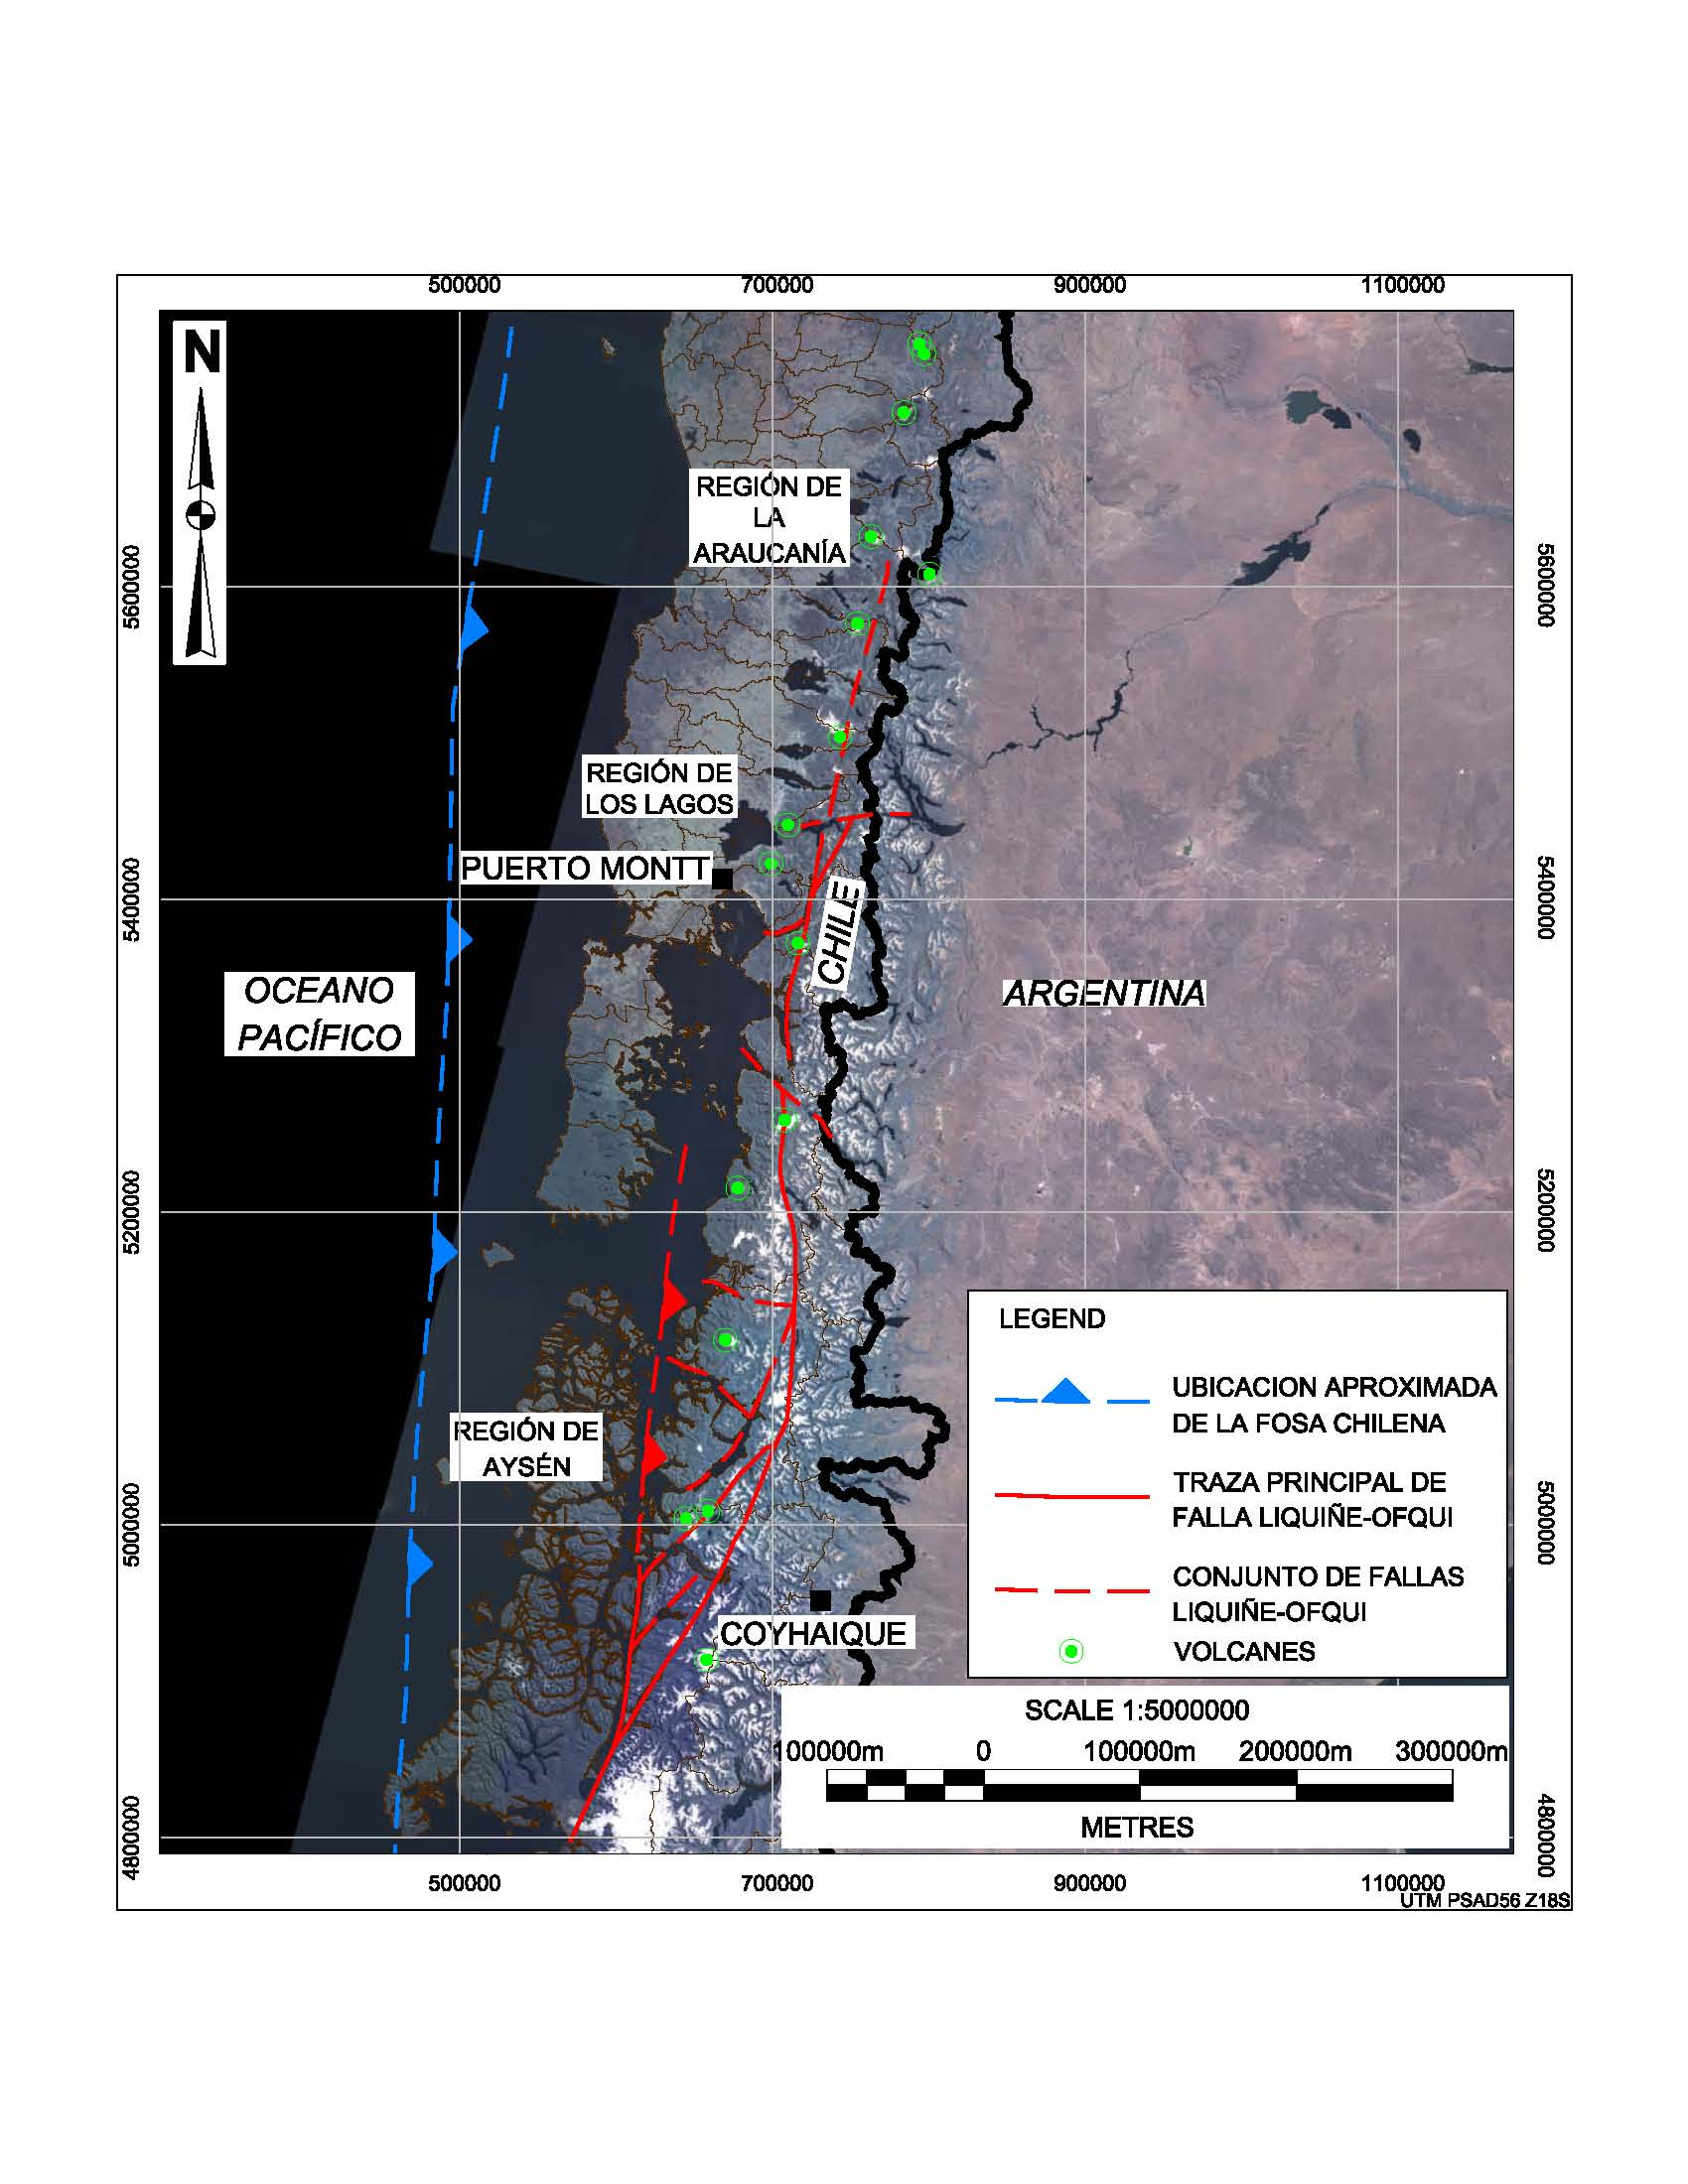 500000
700000
900000
1100000
N
REGIÓN DE
LA
ARAUCANÍA
5600000
5600000
REGIÓN DE
LOS LAGOS
PUERTO MONTT
5400000
5400000
CHILE
OCEANO
PACÍFICO
ARGENTINA
5200000
5200000
LEGEND
UBICACION APROXIMADA
DE LA FOSA CHILENA
REGIÓN DE
AYSÉN
TRAZA PRINCIPAL DE
FALLA LIQUIÑE-OFQUI
5000000
5000000
CONJUNTO DE FALLAS
LIQUIÑE-OFQUI
COYHAIQUE
VOLCANES
SCALE 1:5000000
100000m 0 100000m 200000m 300000m
METRES
4800000
4800000
500000
700000
900000
1100000
UTM PSAD56 Z18S